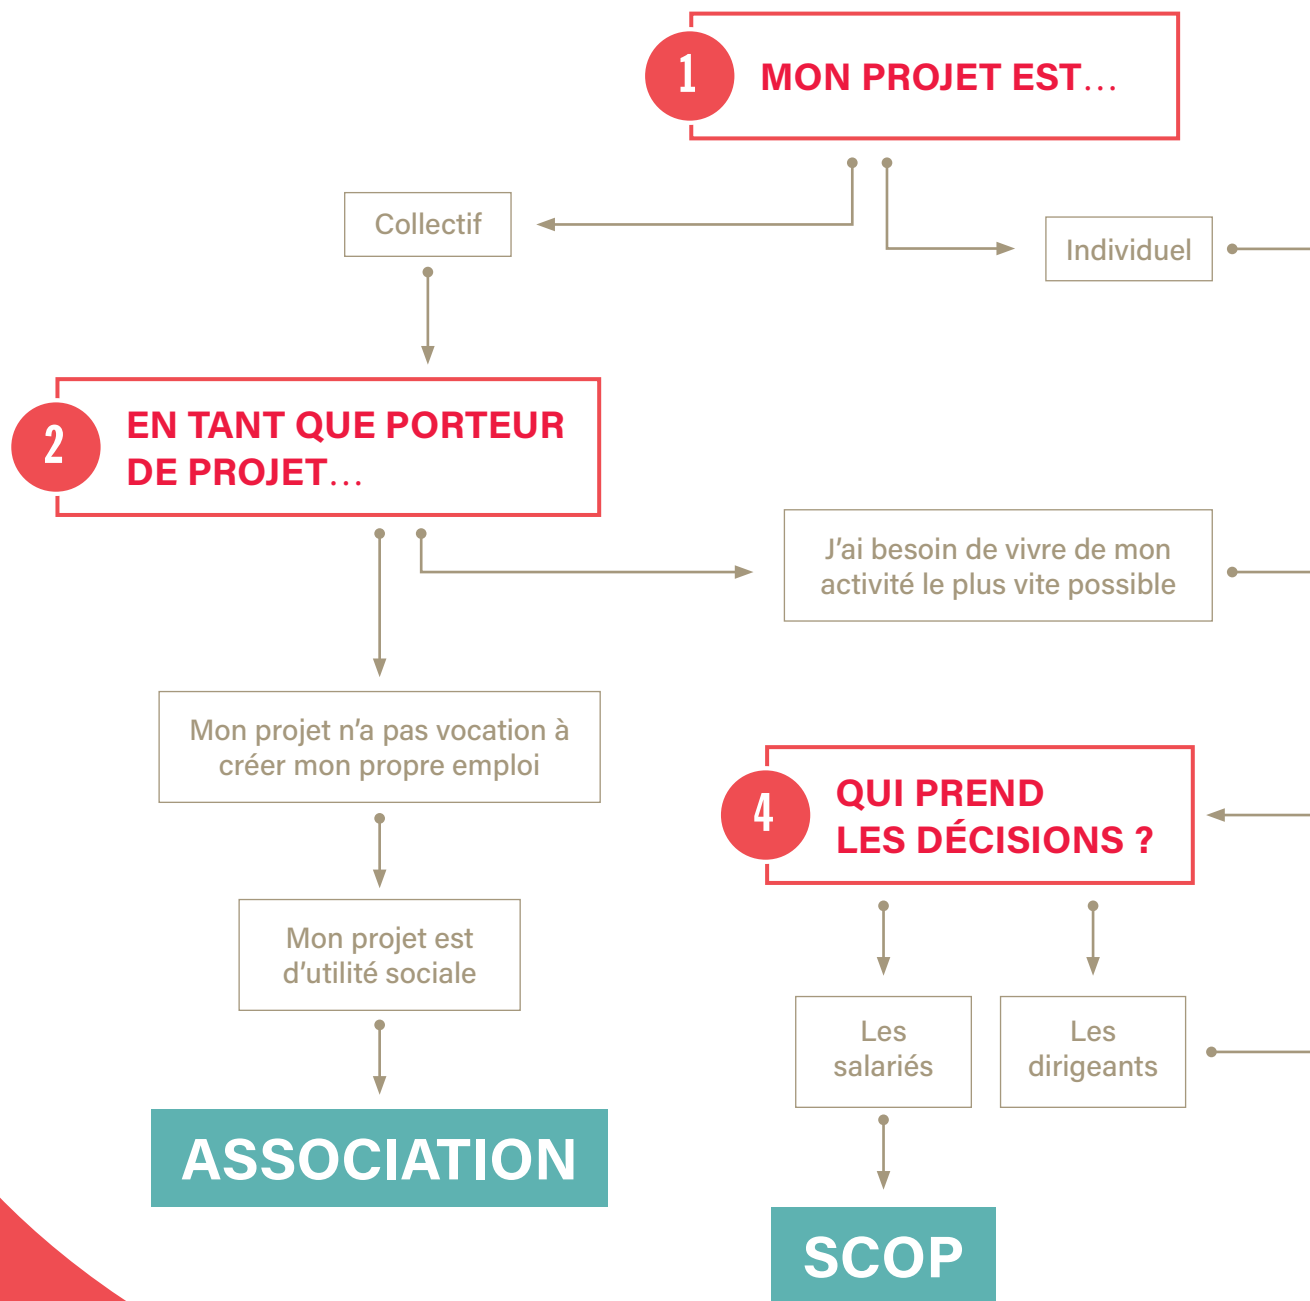 1
MON PROJET EST…
Collectif
Individuel
2
EN TANT QUE PORTEUR
DE PROJET…
J'ai besoin de vivre de mon
activité le plus vite possible
Mon projet n'a pas vocation à
créer mon propre emploi
4
QUI PREND
LES DÉCISIONS ?
Mon projet est
d'utilité sociale
Les
salariés
Les
dirigeants
ASSOCIATION
SCOP